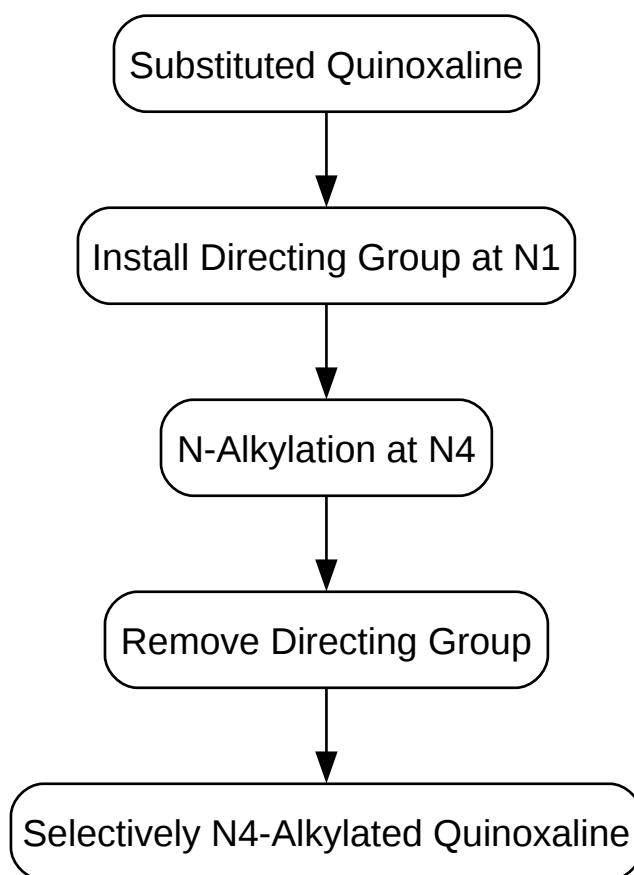 Substituted Quinoxaline
Install Directing Group at N1
N-Alkylation at N4
Remove Directing Group
Selectively N4-Alkylated Quinoxaline